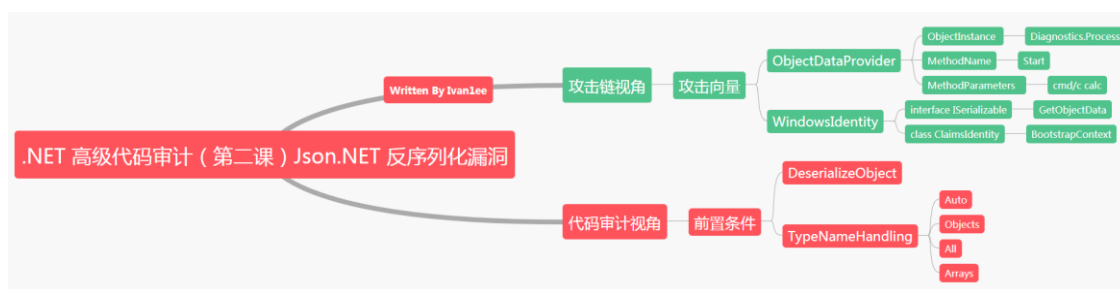 .NET 高级代码审计（第二课）Json.NET 反序列化漏洞
Written By Ivan1ee
攻击链视角
攻击向量
ObjectDataProvider
ObjectInstance
Diagnostics.Process
MethodName
Start
MethodParameters
cmd/c calc
WindowsIdentity
interface ISerializable
GetObjectData
class ClaimsIdentity
BootstrapContext
代码审计视角
前置条件
DeserializeObject
TypeNameHandling
Auto
Objects
All
Arrays